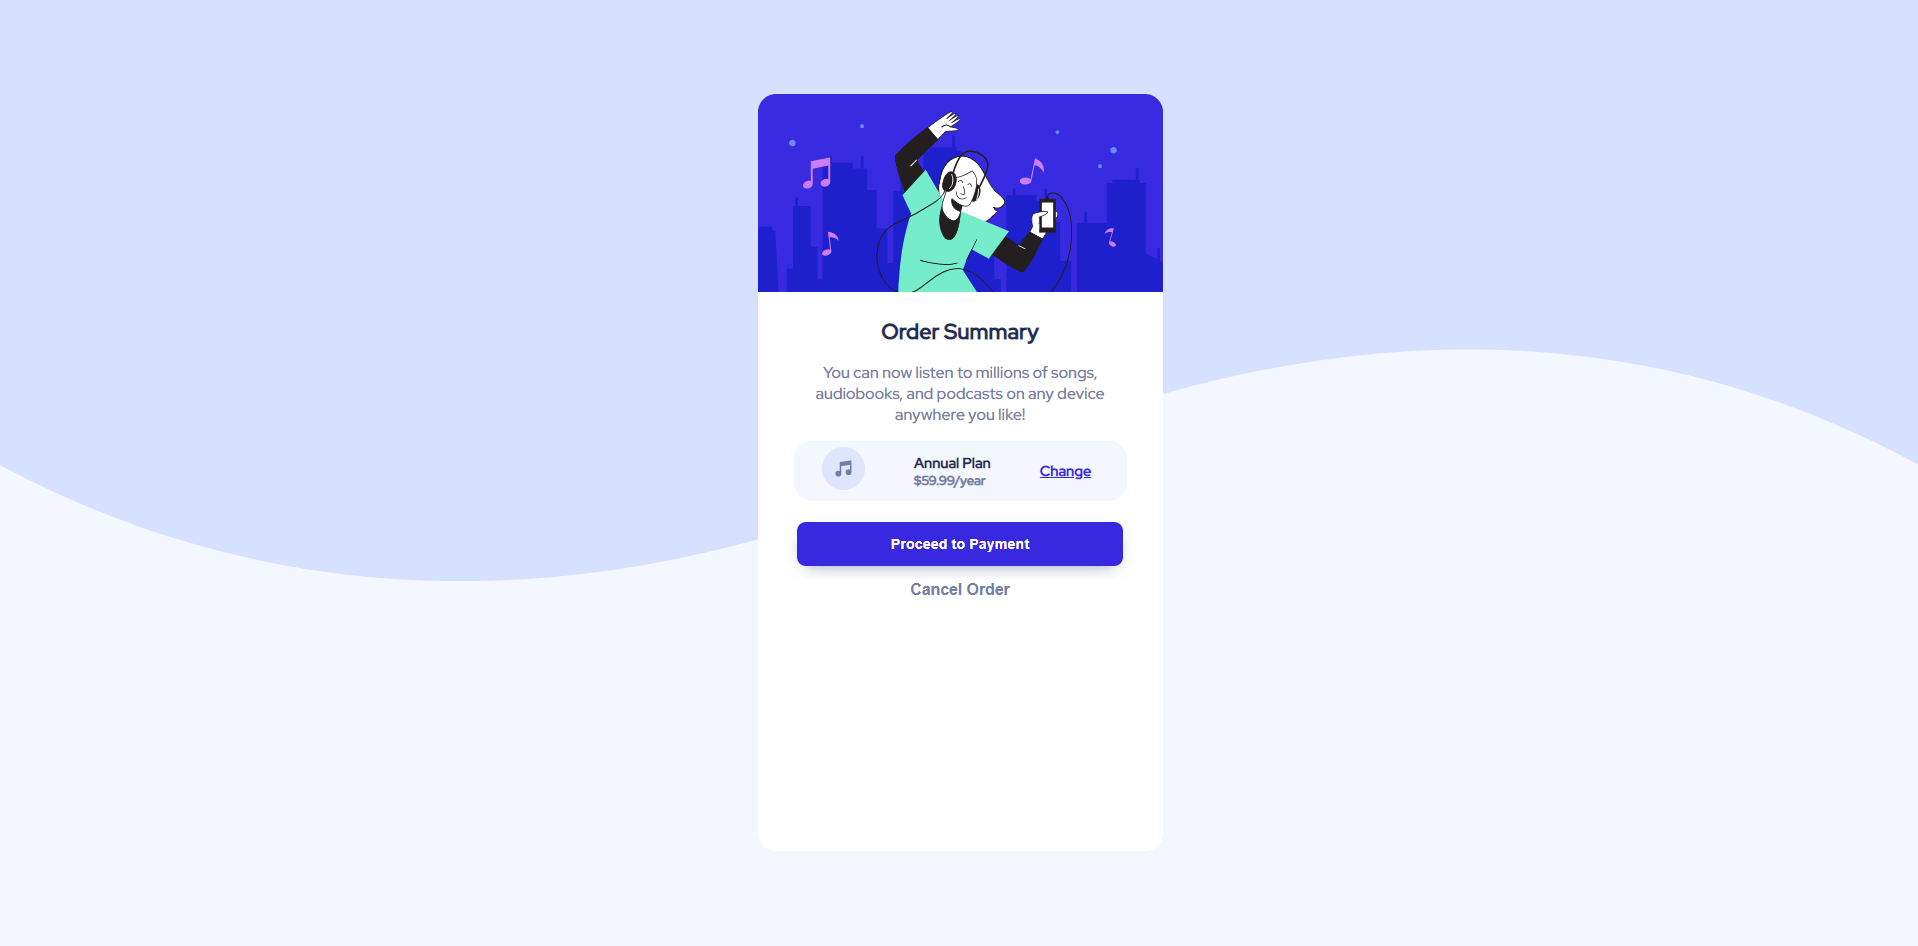 Order Summary
You can now listen to millions of songs,
audiobooks, and podcasts on any device
anywhere you like!
Annual Plan
$59.99/year
Change
Proceed to Payment
Cancel Order